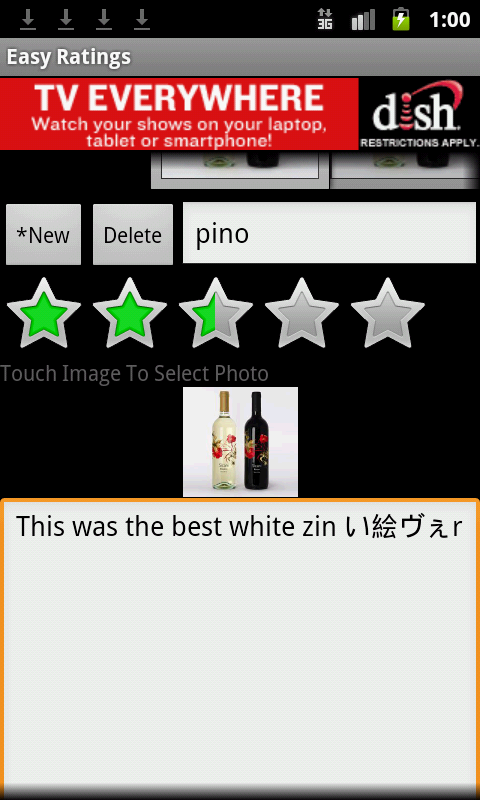 3G
1:00
Easy Ratings
TV EVERYWHERE
Watch your shows on your laptop,
tablet or smartphone!
dish
RESTRICTIONS APPLY.
*New
Delete
pino
Touch Image To Select Photo
This was the best white zin い絵ヴぇr